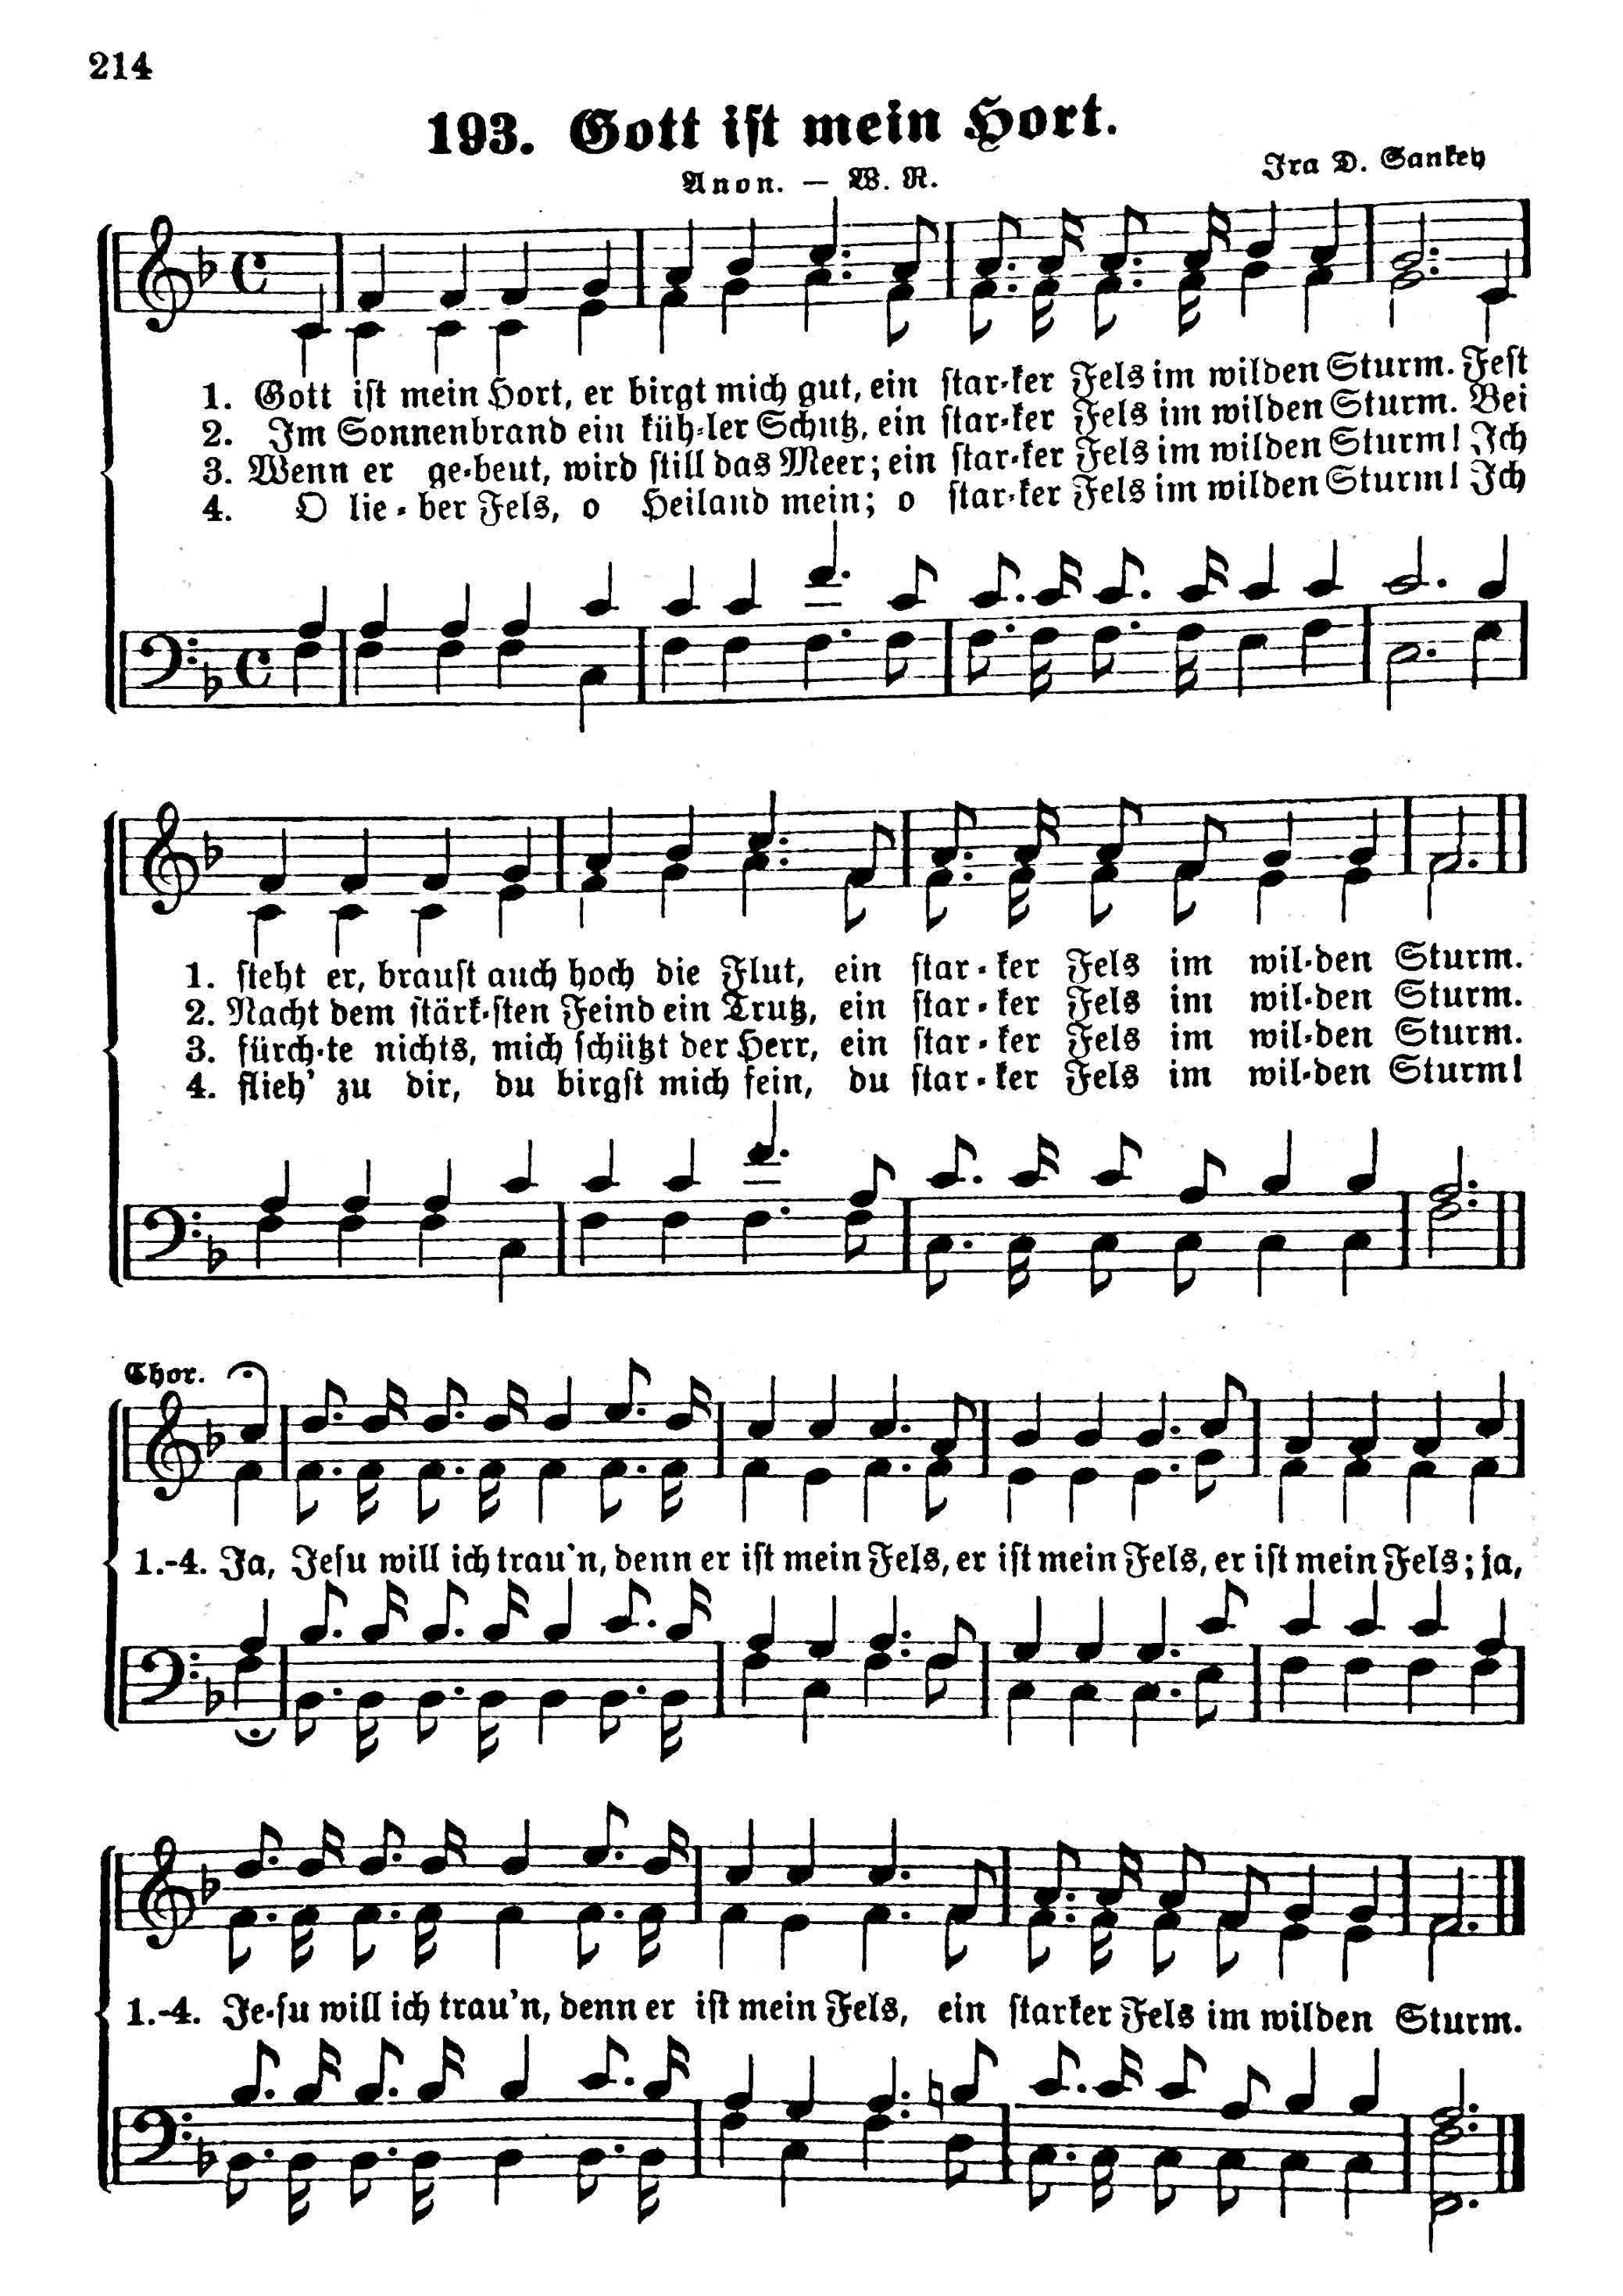 214
193. Gott ist mein Hort.
Anon. — W. R.
Ira D. Sankey
1. Gott ist mein Hort, er birgt mich gut, ein star-ker Fels im wilden Sturm. Fest
2. Im Sonnenbrand ein küh-ler Schutz, ein star-ker Fels im wilden Sturm. Bei
3. Wenn er ge-beut, wird still das Meer; ein star-ker Fels im wilden Sturm! Ich
4. O lie-ber Fels, o Heiland mein; o star-ker Fels im wilden Sturm! Ich
1. steht er, braust auch hoch die Flut, ein star-ker Fels im wil-den Sturm.
2. Nacht dem stärk-sten Feind ein Trutz, ein star-ker Fels im wil-den Sturm.
3. fürch-te nichts, mich schützt der Herr, ein star-ker Fels im wil-den Sturm.
4. flieh' zu dir, du birgst mich fein, du star-ker Fels im wil-den Sturm!
Chor.
1.-4. Ja, Jesu will ich trau'n, denn er ist mein Fels, er ist mein Fels, er ist mein Fels; ja,
1.-4. Je-su will ich trau'n, denn er ist mein Fels, ein starker Fels im wilden Sturm.